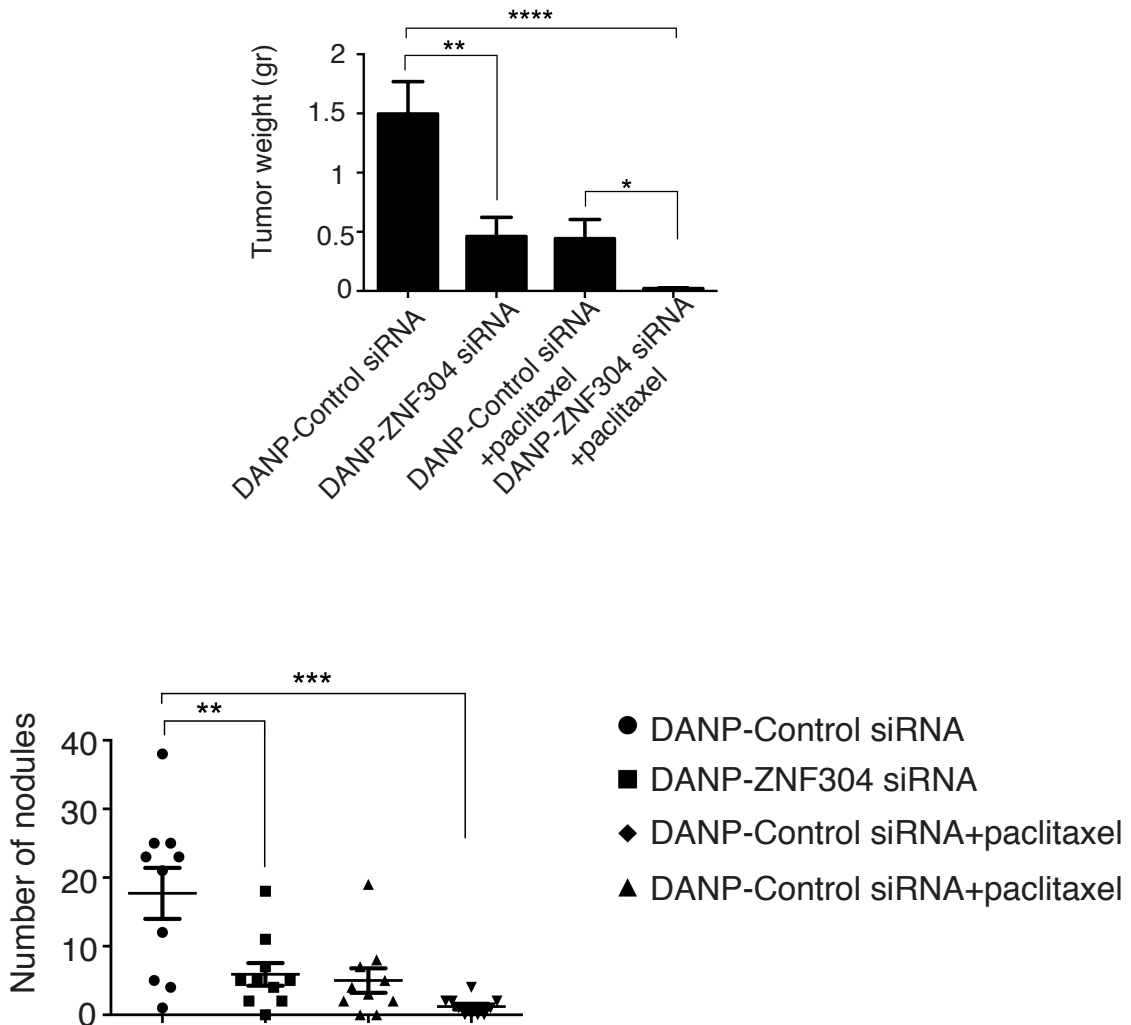 ****
**
Tumor weight (gr)
2
1.5
1
0.5
0
*
DANP-Control siRNA
DANP-ZNF304 siRNA
DANP-Control siRNA
+paclitaxel
DANP-ZNF304 siRNA
+paclitaxel
***
**
Number of nodules
40
30
20
10
0
DANP-Control siRNA
DANP-ZNF304 siRNA
DANP-Control siRNA+paclitaxel
DANP-Control siRNA+paclitaxel